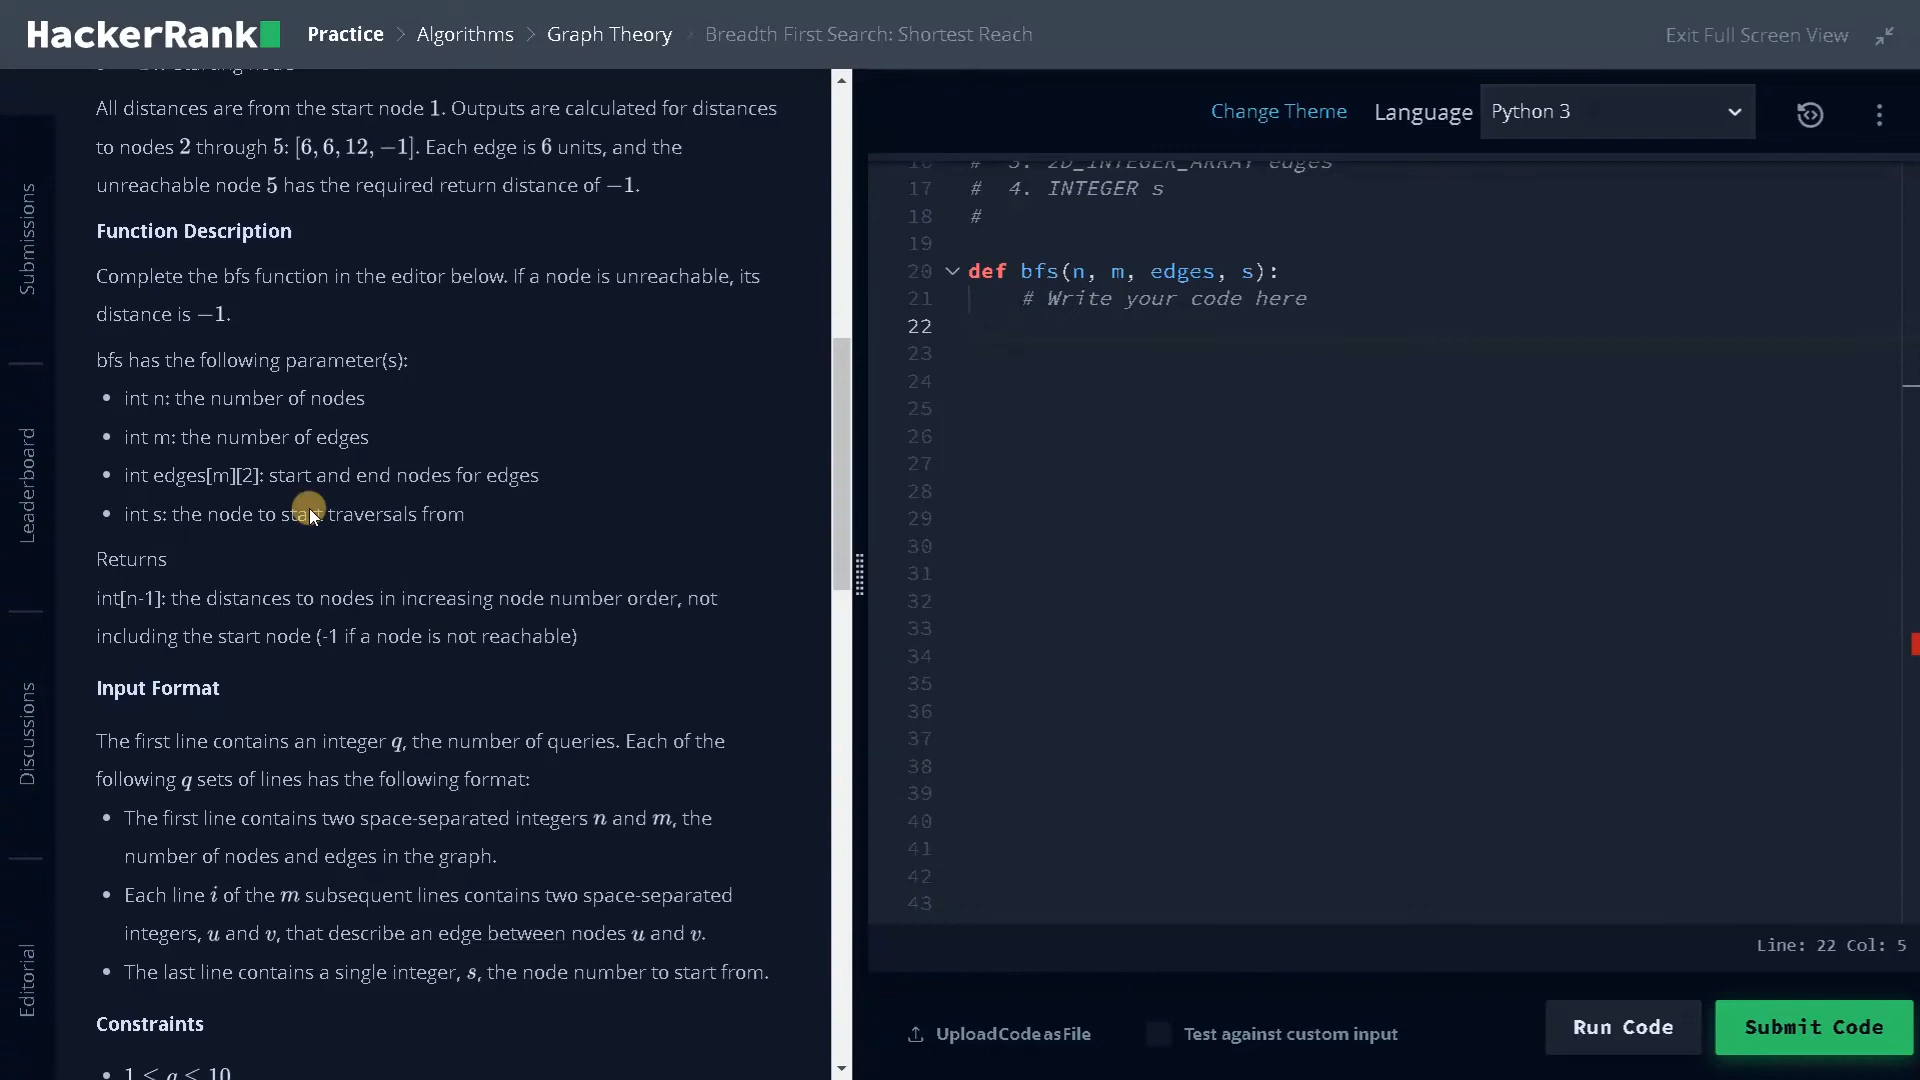 HackerRank Practice > Algorithms > Graph Theory > Breadth First Search: Shortest Reach
Exit Full Screen View
All distances are from the start node 1. Outputs are calculated for distances
to nodes 2 through 5: [6, 6, 12, −1]. Each edge is 6 units, and the
unreachable node 5 has the required return distance of −1.
Function Description
Complete the bfs function in the editor below. If a node is unreachable, its
distance is −1.
bfs has the following parameter(s):
• int n: the number of nodes
• int m: the number of edges
• int edges[m][2]: start and end nodes for edges
• int s: the node to start traversals from
Returns
int[n-1]: the distances to nodes in increasing node number order, not
including the start node (-1 if a node is not reachable)
Input Format
The first line contains an integer q, the number of queries. Each of the
following q sets of lines has the following format:
• The first line contains two space-separated integers n and m, the
number of nodes and edges in the graph.
• Each line i of the m subsequent lines contains two space-separated
integers, u and v, that describe an edge between nodes u and v.
• The last line contains a single integer, s, the node number to start from.
Constraints
• 1 ≤ q ≤ 10
Submissions
Leaderboard
Discussions
Editorial
Change Theme Language Python 3
16 #  3. 2D_INTEGER_ARRAY edges
17 #  4. INTEGER s
18 #
19
20 def bfs(n, m, edges, s):
21     # Write your code here
22
23
24
25
26
27
28
29
30
31
32
33
34
35
36
37
38
39
40
41
42
43
Line: 22 Col: 5
Upload Code as File
Test against custom input
Run Code
Submit Code